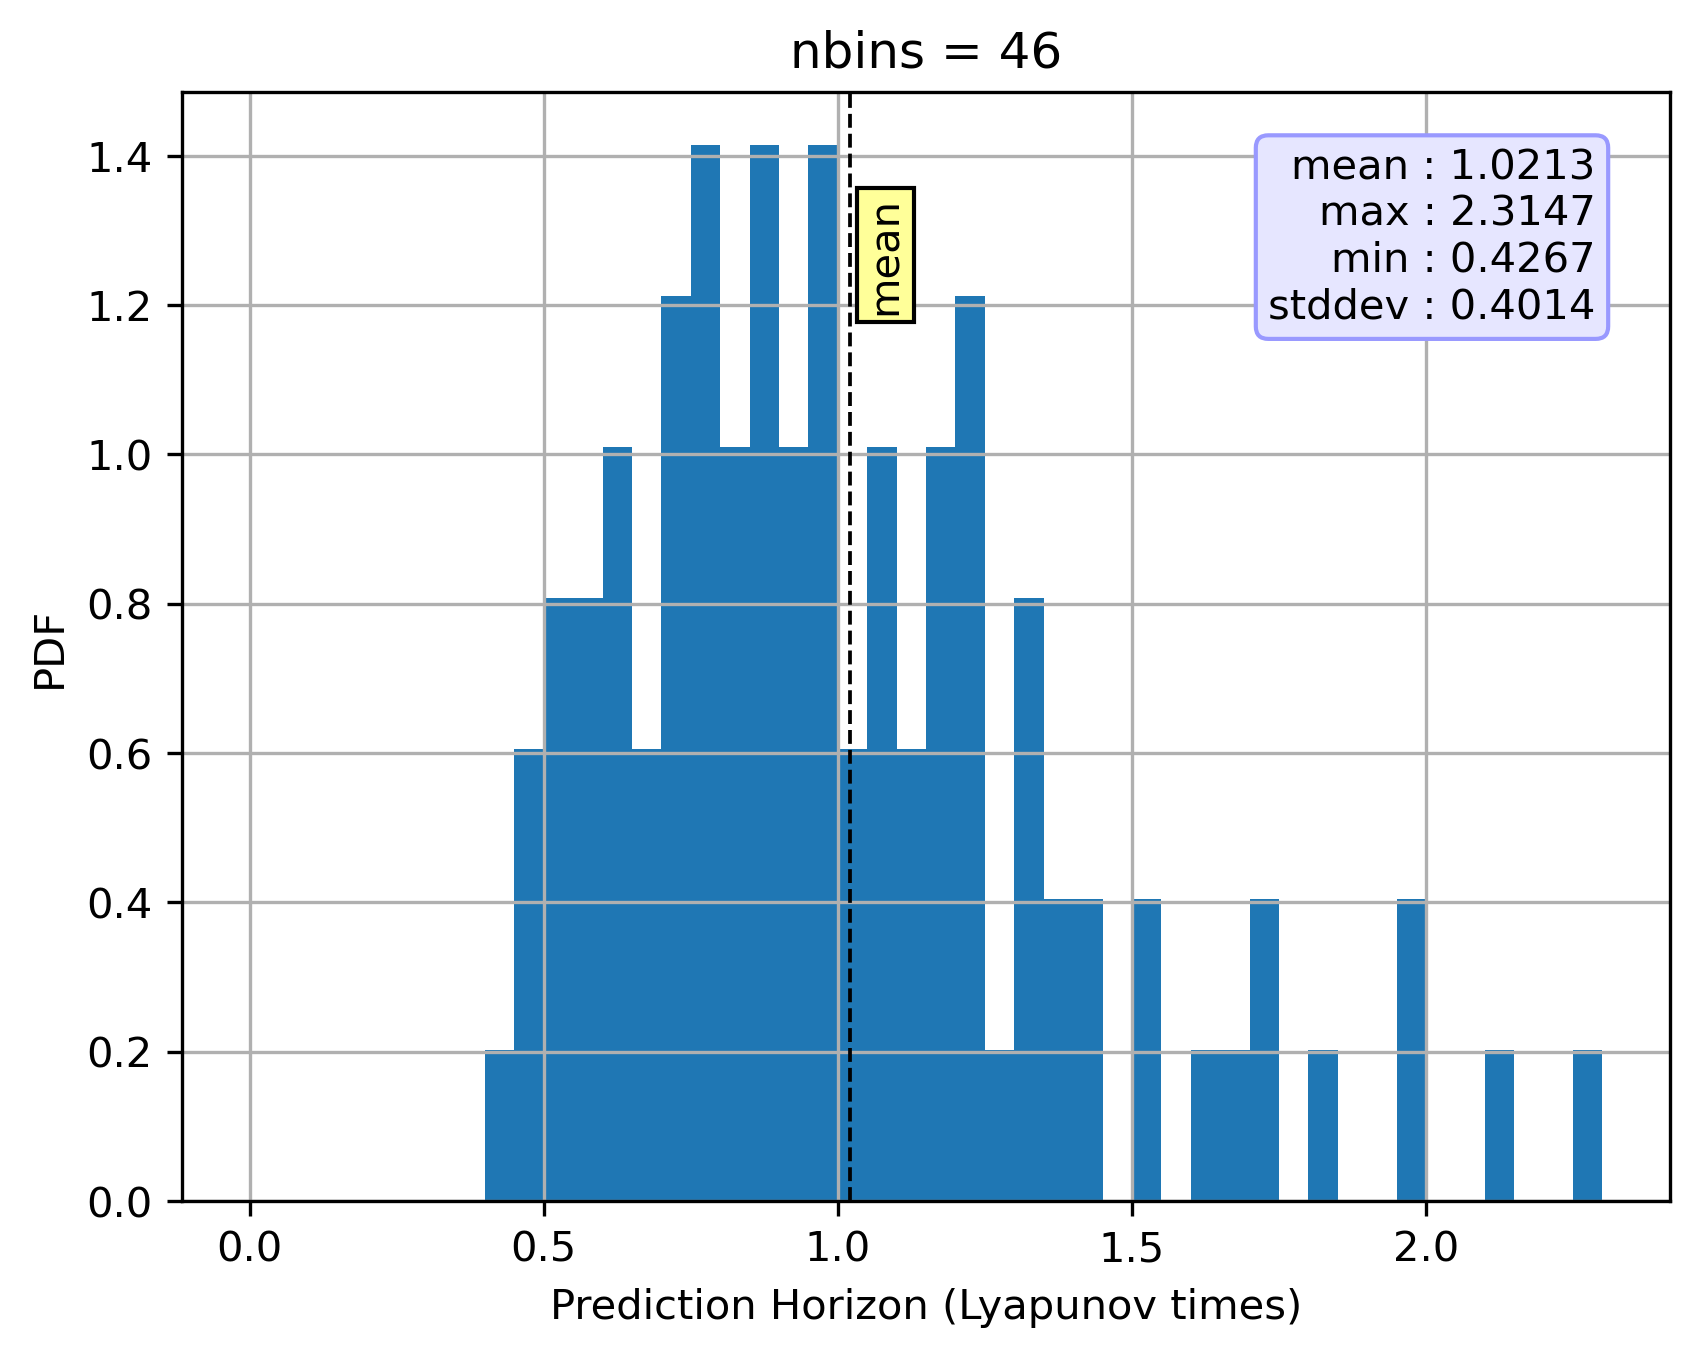 nbins = 46
1.4
1.2
1.0
0.8
0.6
0.4
0.2
0.0
PDF
mean
mean : 1.0213
max : 2.3147
min : 0.4267
stddev : 0.4014
0.0 0.5 1.0 1.5 2.0
Prediction Horizon (Lyapunov times)